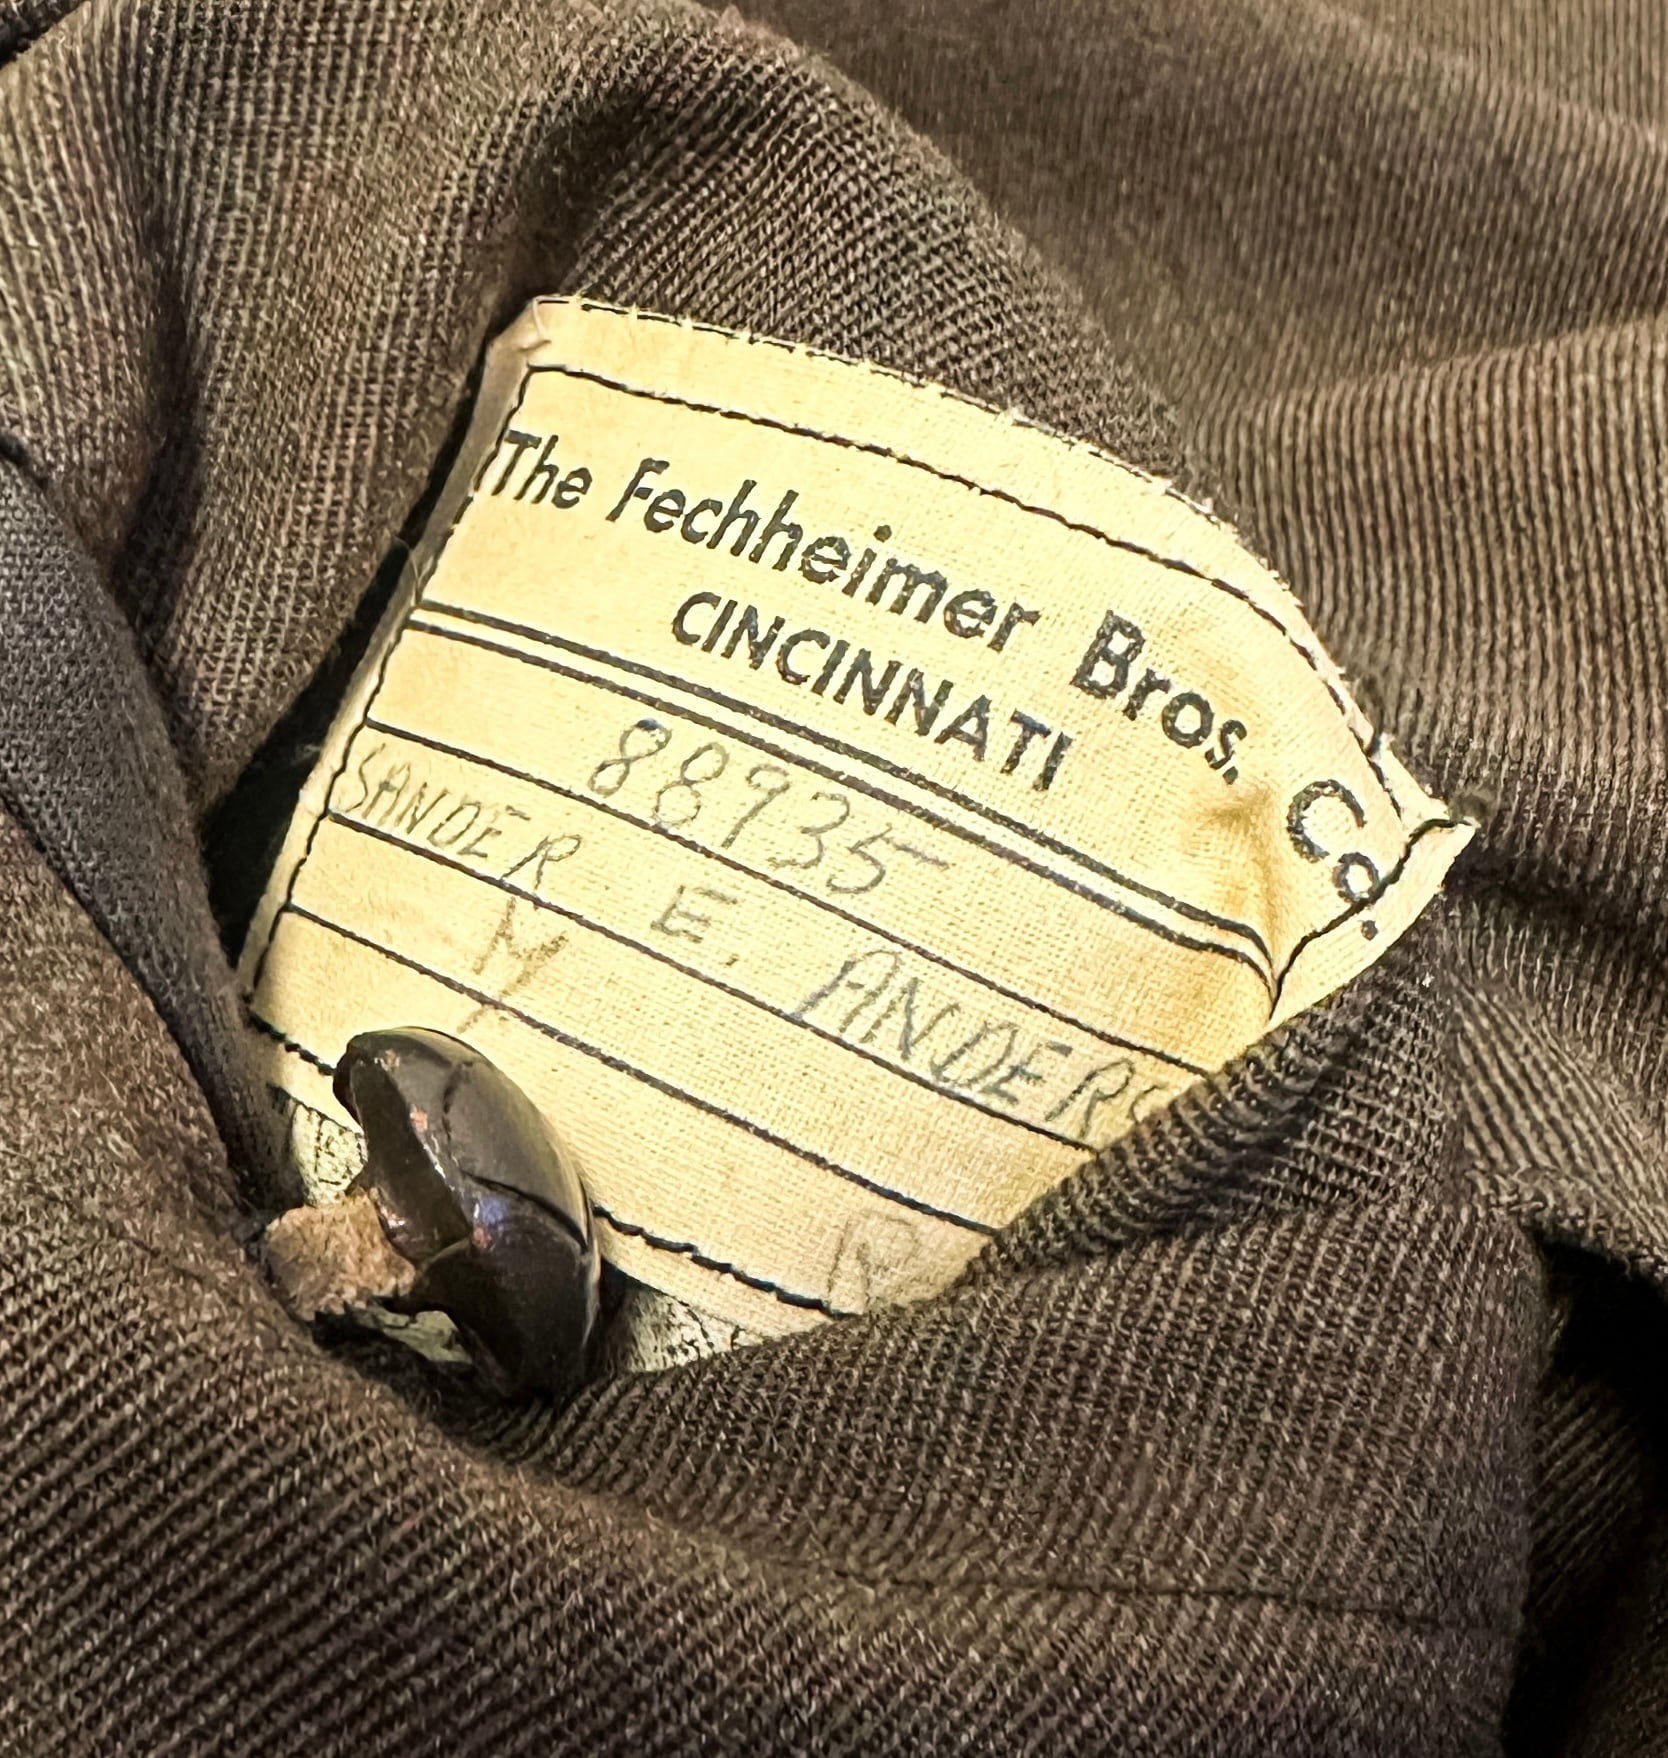 The Fechheimer Bros. Co.
CINCINNATI
88935
SANDER E. ANDERS
M
R